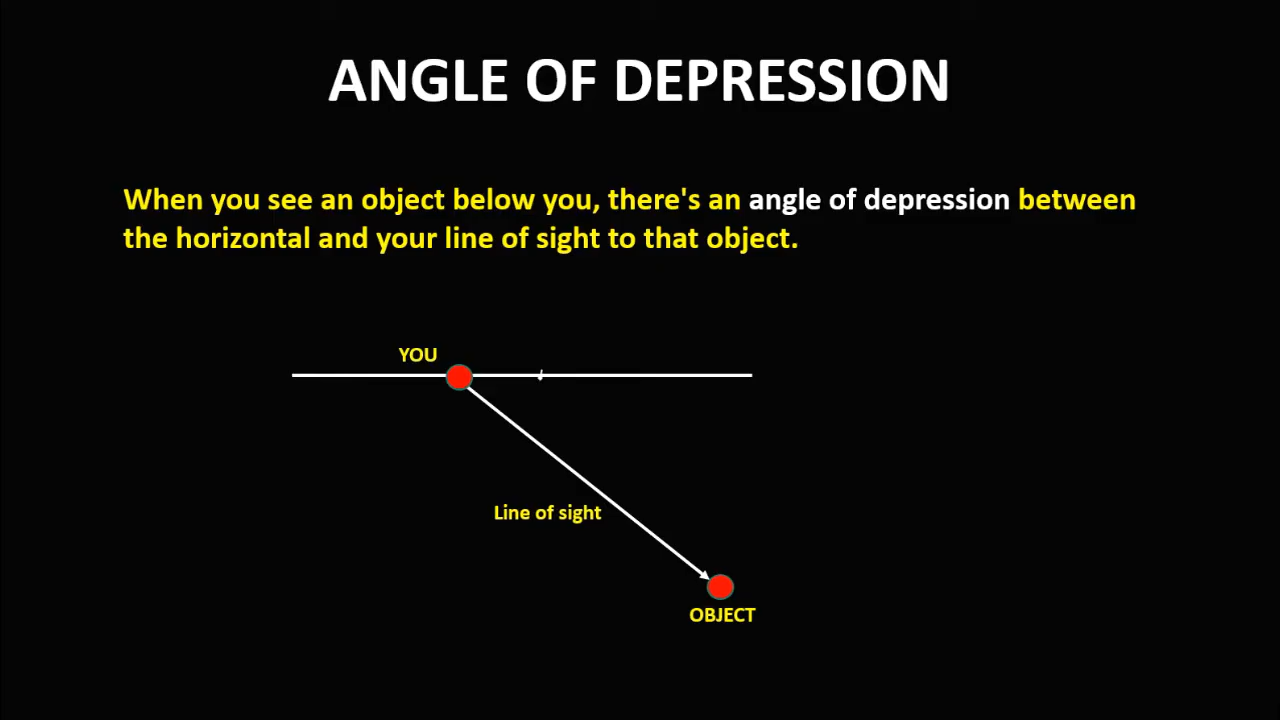 ANGLE OF DEPRESSION
When you see an object below you, there's an angle of depression between
the horizontal and your line of sight to that object.
YOU
Line of sight
OBJECT